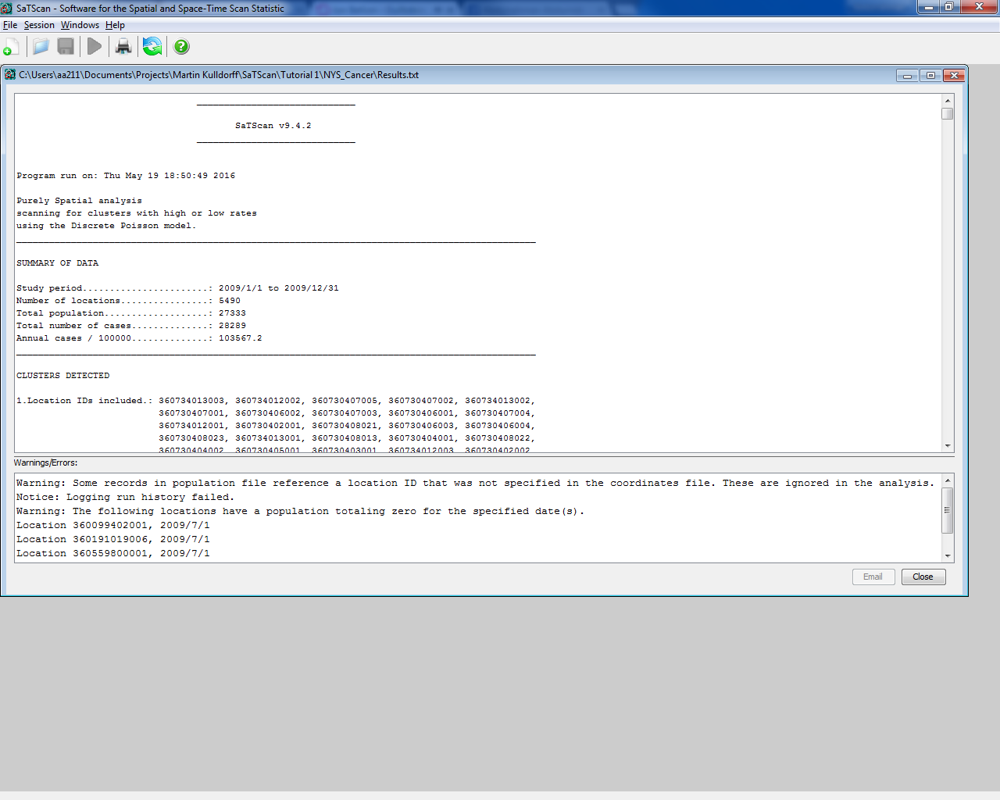 SaTScan - Software for the Spatial and Space-Time Scan Statistic
File Session Windows Help
C:\Users\aa211\Documents\Projects\Martin Kulldorff\SaTScan\Tutorial 1\NYS_Cancer\Results.txt
SaTScan v9.4.2
Program run on: Thu May 19 18:50:49 2016
Purely Spatial analysis
scanning for clusters with high or low rates
using the Discrete Poisson model.
SUMMARY OF DATA
Study period.......................: 2009/1/1 to 2009/12/31
Number of locations................: 5490
Total population...................: 27333
Total number of cases..............: 28289
Annual cases / 100000..............: 103567.2
CLUSTERS DETECTED
1.Location IDs included.: 360734013003, 360734012002, 360730407005, 360730407002, 360734013002,
360730407001, 360730406002, 360730407003, 360730406001, 360730407004,
360734012001, 360730402001, 360730408021, 360730406003, 360730406004,
360730408023, 360734013001, 360730408013, 360730404001, 360730408022,
360730404002, 360730405001, 360730403001, 360734012003, 360730402002
Warnings/Errors:
Warning: Some records in population file reference a location ID that was not specified in the coordinates file. These are ignored in the analysis.
Notice: Logging run history failed.
Warning: The following locations have a population totaling zero for the specified date(s).
Location 360099402001, 2009/7/1
Location 360191019006, 2009/7/1
Location 360559800001, 2009/7/1
Email Close